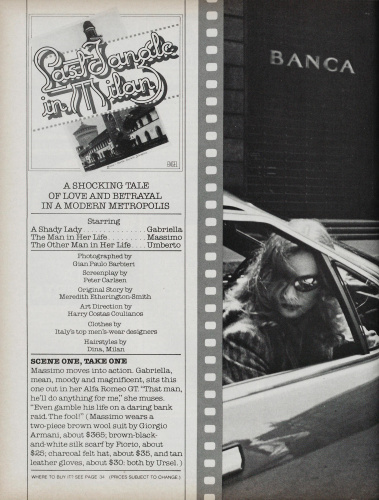 Last Tangle
in Milan
A SHOCKING TALE
OF LOVE AND BETRAYAL
IN A MODERN METROPOLIS
Starring
A Shady Lady . . . . . . . . . . . . . . Gabriella
The Man in Her Life . . . . . Massimo
The Other Man in Her Life . . . . Umberto
Photographed by
Gian Paulo Barbieri
Screenplay by
Peter Carlsen
Original Story by
Meredith Etherington-Smith
Art Direction by
Harry Costas Coulianos
Clothes by
Italy's top men's-wear designers
Hairstyles by
Dina, Milan
SCENE ONE, TAKE ONE
Massimo moves into action. Gabriella,
mean, moody and magnificent, sits this
one out in her Alfa Romeo GT. "That man,
he'll do anything for me," she muses.
"Even gamble his life on a daring bank
raid. The fool!" ( Massimo wears a
two-piece brown wool suit by Giorgio
Armani, about $365; brown-black-
and-white silk scarf by Piorio, about
$25; charcoal felt hat, about $35, and tan
leather gloves, about $30: both by Ursel. )
WHERE TO BUY IT? SEE PAGE (PRICES SUBJECT TO CHANGE.)
BANCA